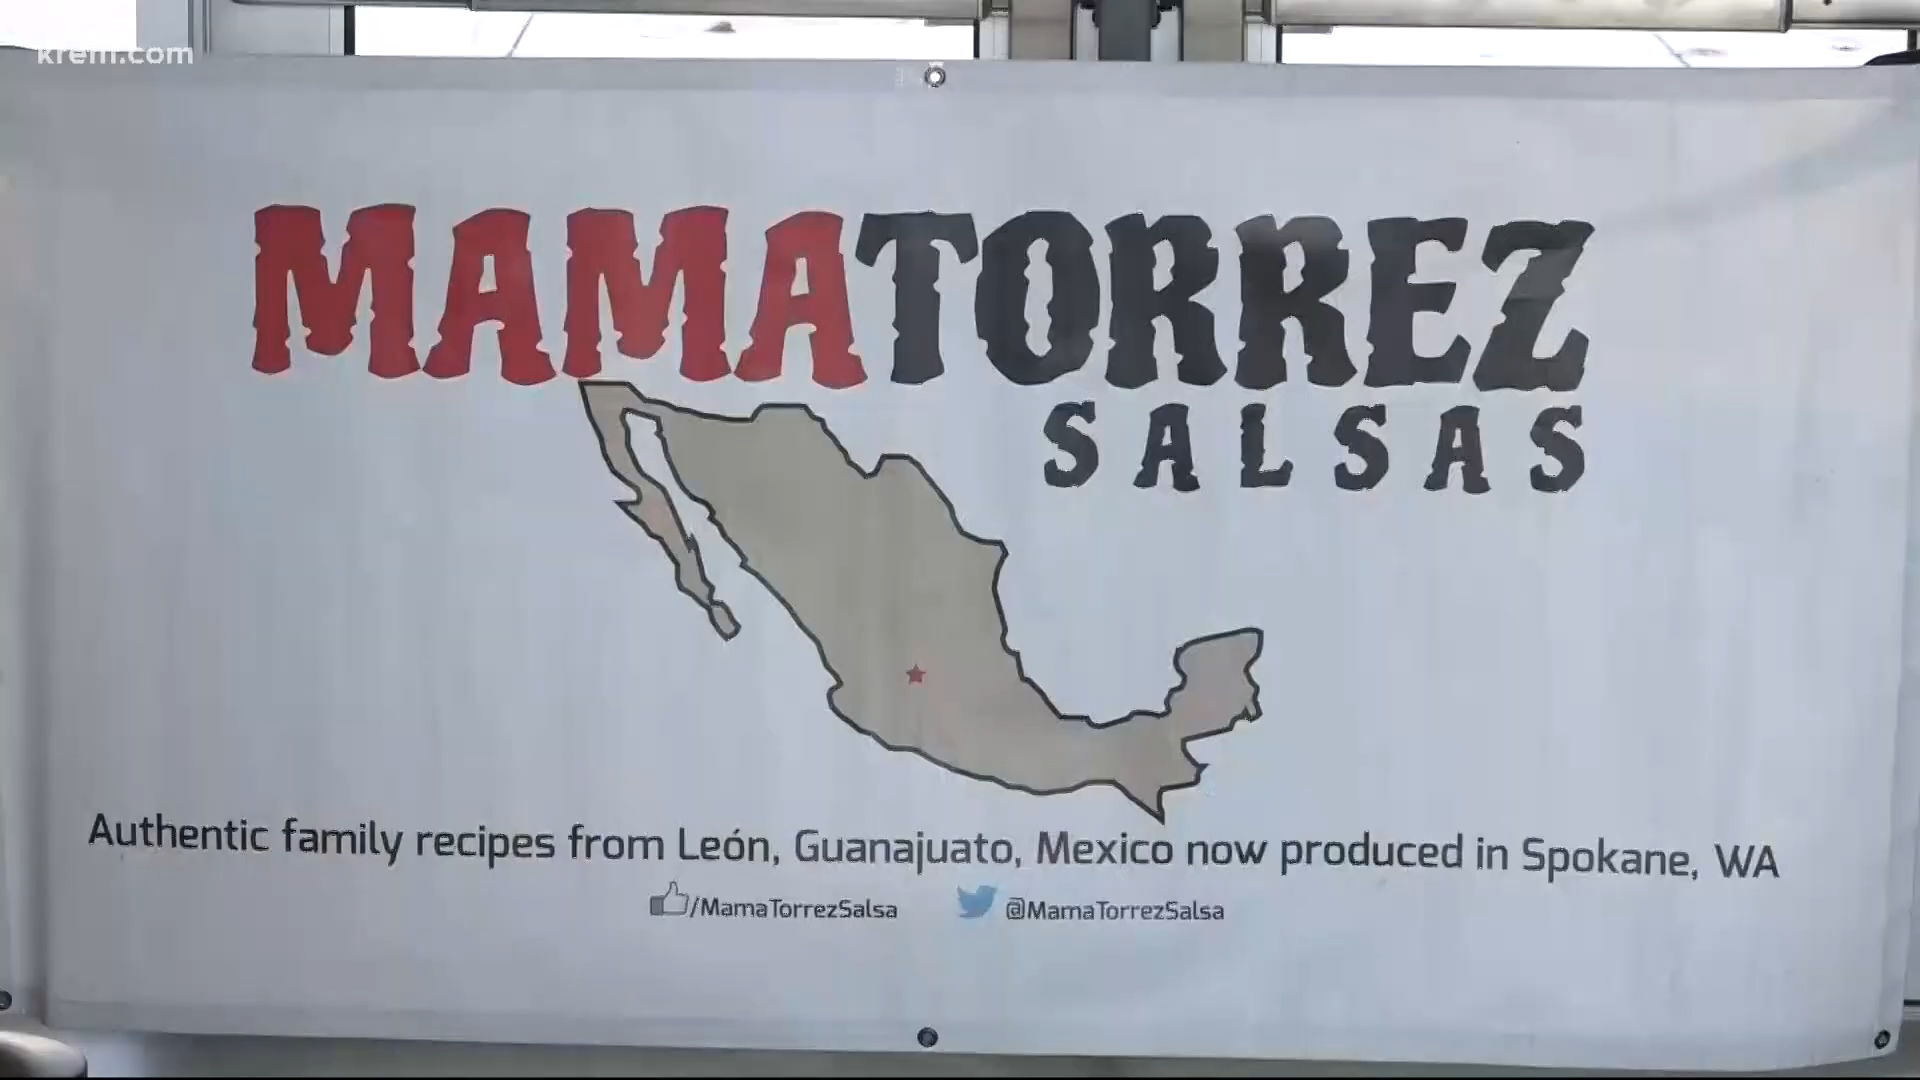 krem.com
MAMATORREZ
SALSAS
Authentic family recipes from León, Guanajuato, Mexico now produced in Spokane, WA
/MamaTorrezSalsa @MamaTorrezSalsa